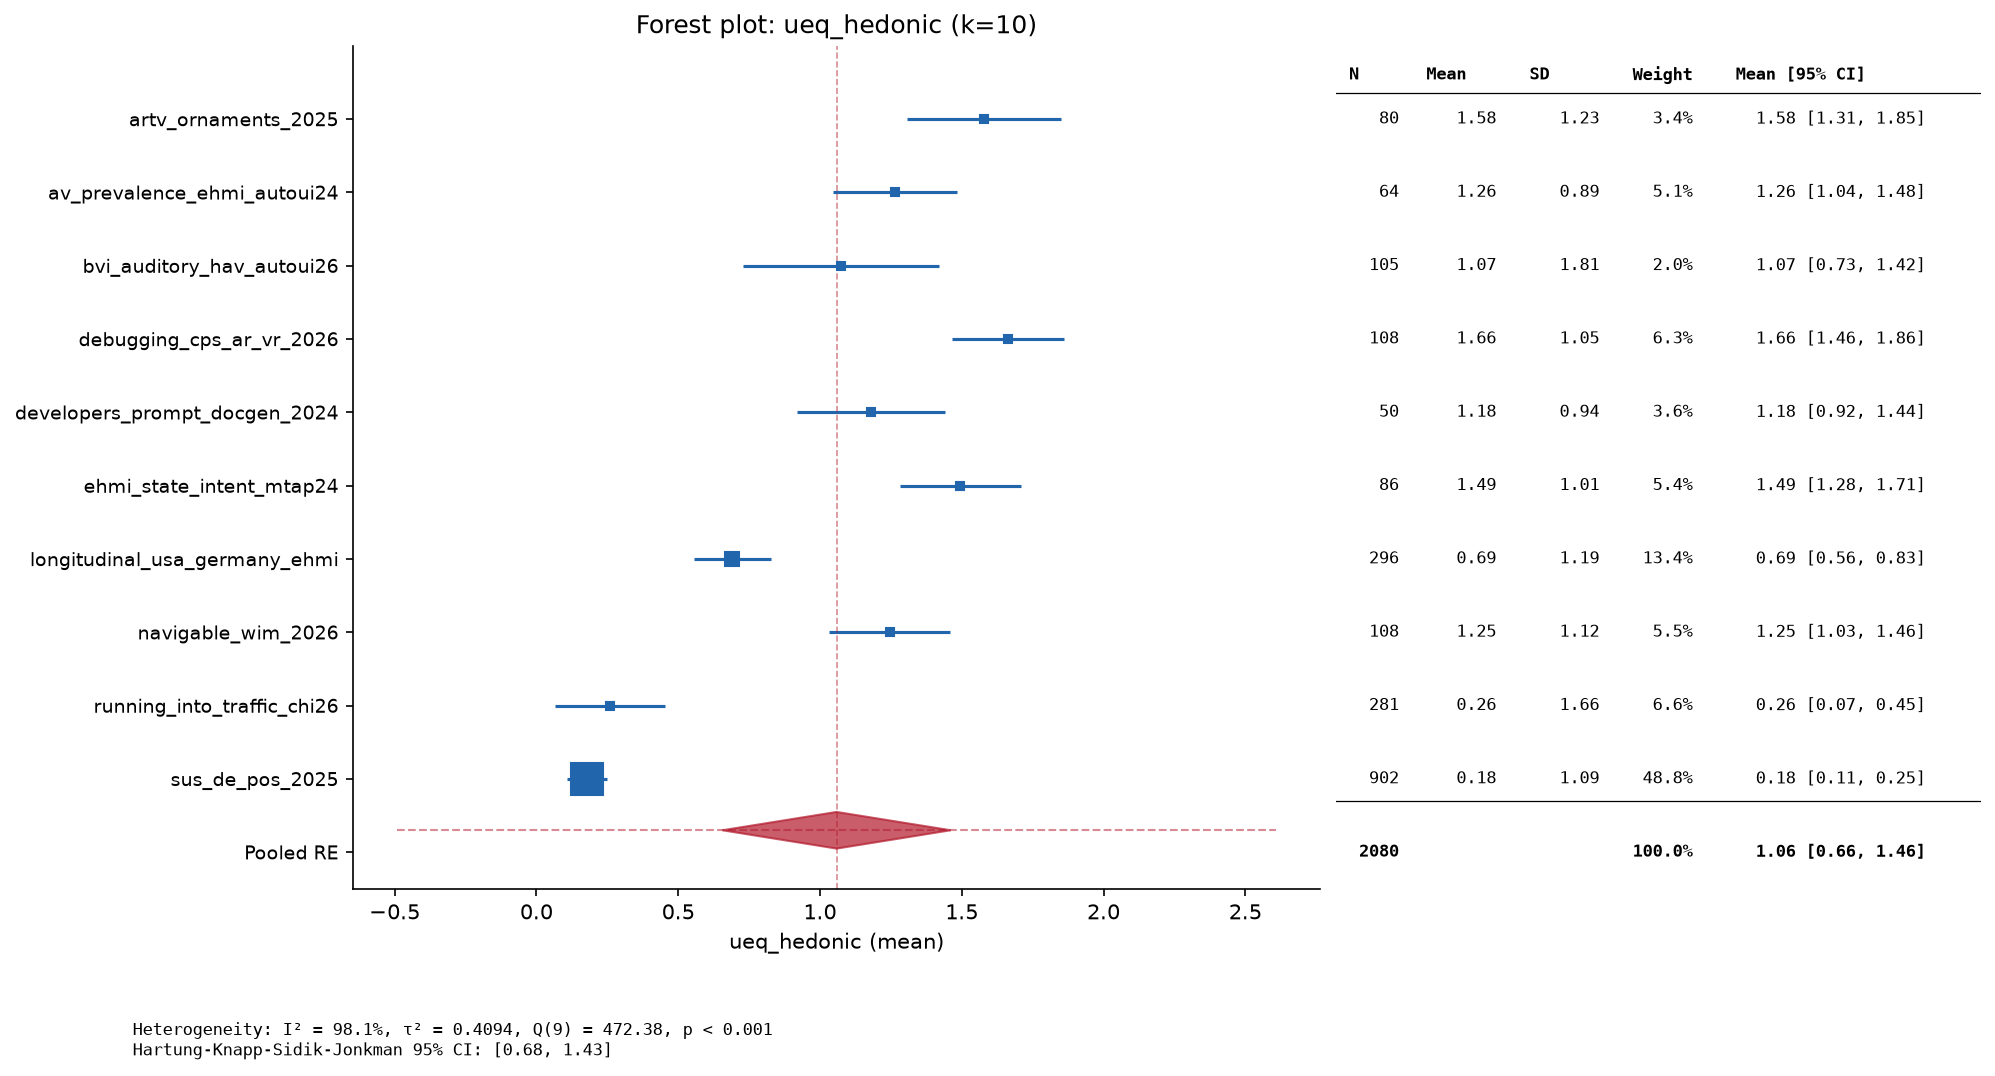 Forest plot: ueq_hedonic (k=10)
N Mean SD Weight Mean [95% CI]
artv_ornaments_2025 80 1.58 1.23 3.4% 1.58 [1.31, 1.85]
av_prevalence_ehmi_autoui24 64 1.26 0.89 5.1% 1.26 [1.04, 1.48]
bvi_auditory_hav_autoui26 105 1.07 1.81 2.0% 1.07 [0.73, 1.42]
debugging_cps_ar_vr_2026 108 1.66 1.05 6.3% 1.66 [1.46, 1.86]
developers_prompt_docgen_2024 50 1.18 0.94 3.6% 1.18 [0.92, 1.44]
ehmi_state_intent_mtap24 86 1.49 1.01 5.4% 1.49 [1.28, 1.71]
longitudinal_usa_germany_ehmi 296 0.69 1.19 13.4% 0.69 [0.56, 0.83]
navigable_wim_2026 108 1.25 1.12 5.5% 1.25 [1.03, 1.46]
running_into_traffic_chi26 281 0.26 1.66 6.6% 0.26 [0.07, 0.45]
sus_de_pos_2025 902 0.18 1.09 48.8% 0.18 [0.11, 0.25]
Pooled RE 2080 100.0% 1.06 [0.66, 1.46]
−0.5 0.0 0.5 1.0 1.5 2.0 2.5
ueq_hedonic (mean)
Heterogeneity: I² = 98.1%, τ² = 0.4094, Q(9) = 472.38, p < 0.001
Hartung-Knapp-Sidik-Jonkman 95% CI: [0.68, 1.43]